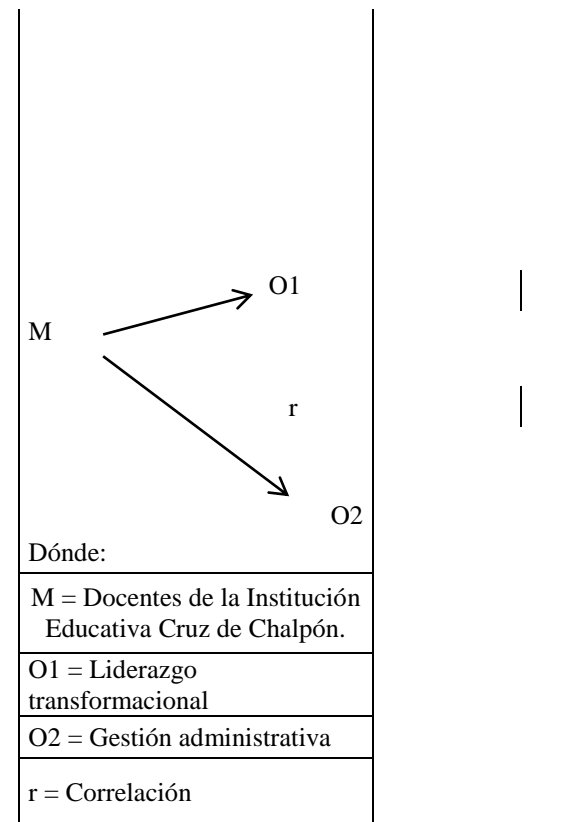 O1
M
r
O2
Dónde:
M = Docentes de la Institución
Educativa Cruz de Chalpón.
O1 = Liderazgo
transformacional
O2 = Gestión administrativa
r = Correlación